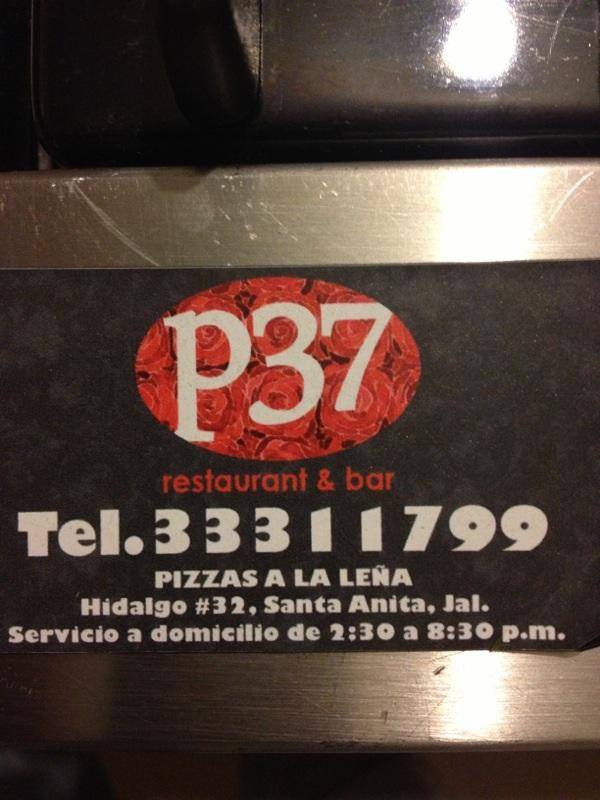 p37
restaurant & bar
Tel.33311799
PIZZAS A LA LEÑA
Hidalgo #32, Santa Anita, Jal.
Servicio a domicilio de 2:30 a 8:30 p.m.